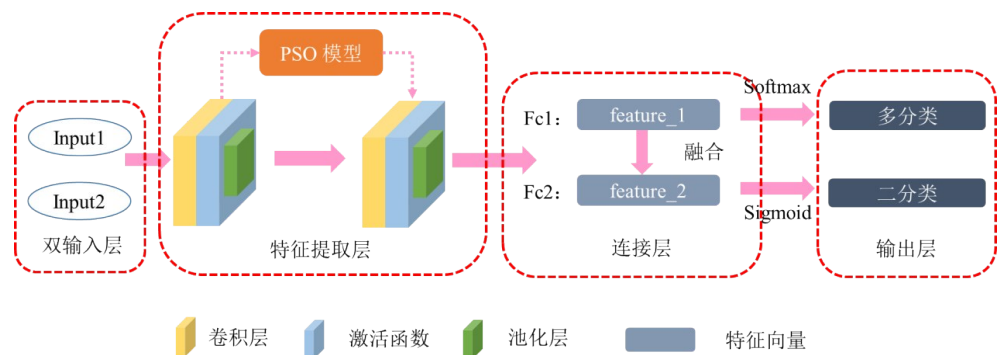 PSO 模型
Input1
Input2
双输入层
特征提取层
Fc1：
feature_1
融合
Fc2：
feature_2
连接层
Softmax
Sigmoid
多分类
二分类
输出层
卷积层
激活函数
池化层
特征向量